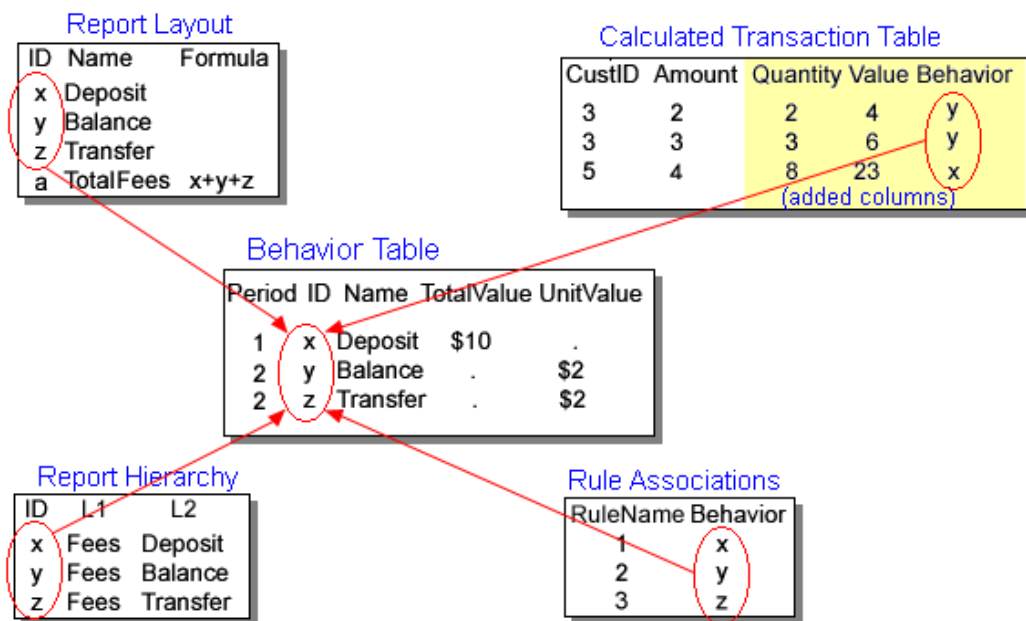 Report Layout
ID Name Formula
x Deposit
y Balance
z Transfer
a TotalFees x+y+z
Calculated Transaction Table
CustID Amount Quantity Value Behavior
3 2 2 4 y
3 3 3 6 y
5 4 8 23 x
(added columns)
Behavior Table
Period ID Name TotalValue UnitValue
1 x Deposit $10 .
2 y Balance . $2
2 z Transfer . $2
Report Hierarchy
ID L1 L2
x Fees Deposit
y Fees Balance
z Fees Transfer
Rule Associations
RuleName Behavior
1 x
2 y
3 z